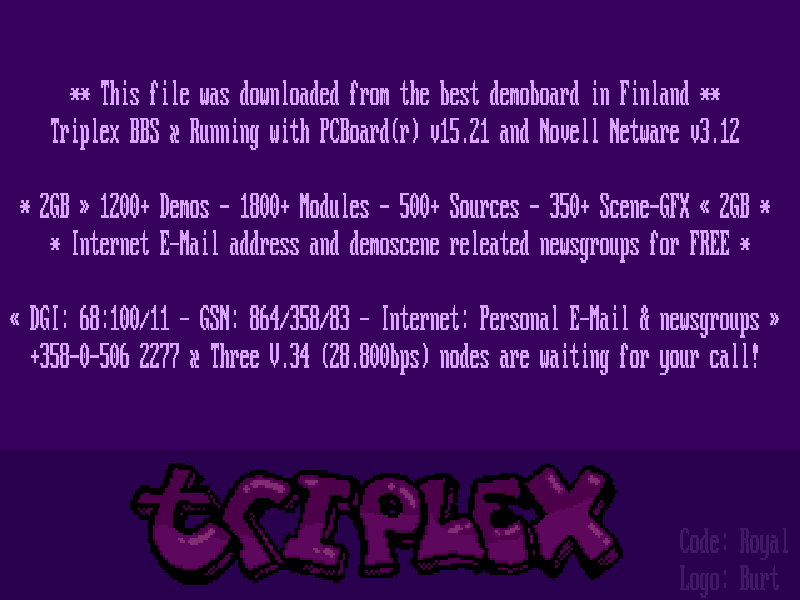 ** This file was downloaded from the best demoboard in Finland **
Triplex BBS ≥ Running with PCBoard(r) v15.21 and Novell Netware v3.12
* 2GB » 1200+ Demos - 1800+ Modules - 500+ Sources - 350+ Scene-GFX « 2GB *
* Internet E-Mail address and demoscene releated newsgroups for FREE *
« DGI: 68:100/11 - GSN: 864/358/83 - Internet: Personal E-Mail & newsgroups »
+358-0-506 2277 ≥ Three V.34 (28.800bps) nodes are waiting for your call!
TRIPLEX
Code: Royal
Logo: Burt